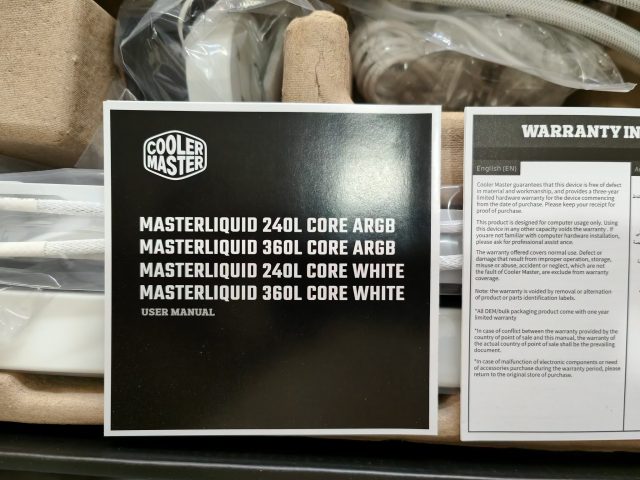 COOLER
MASTER
MASTERLIQUID 240L CORE ARGB
MASTERLIQUID 360L CORE ARGB
MASTERLIQUID 240L CORE WHITE
MASTERLIQUID 360L CORE WHITE
USER MANUAL
WARRANTY IN
English (EN)
Cooler Master guarantees that this device is free of defect
in material and workmanship, and provides a three-year
limited hardware warranty for the device commencing
from the date of purchase. Please keep your receipt for
proof of purchase.
This product is designed for computer usage only. Using
this device in any other capacity voids the warranty . If
youare not familiar with computer hardware installation,
please ask for professional assist ance.
The warranty offered covers normal use. Defect or
damage that result from improper operation, storage,
misuse or abuse, accident or neglect, which are not
the fault of Cooler Master, are exclude from warranty
coverage.
Note: the warranty is voided by removal or alternation
of product or parts identification labels.
*All OEM/bulk packaging product come with one year
limited warranty
*In case of conflict between the warranty provided by the
country of point of sale and this manual, the warranty of
the actual country of point of sale shall be the prevailing
document.
*In case of malfunction of electronic components or need
of accessories purchase during the warranty period, please
return to the original store of purchase.